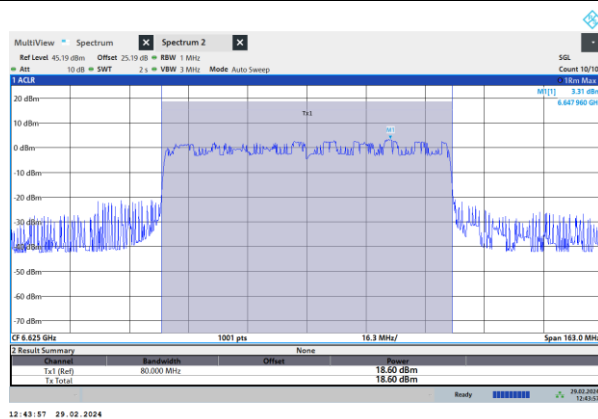 MultiView Spectrum X Spectrum 2 X
Ref Level 45.19 dBm Offset 25.19 dB RBW 1 MHz SGL
Att 10 dB SWT 2 s VBW 3 MHz Mode Auto Sweep Count 10/10
1 ACLR 1Rm Max
M1[1] 3.31 dBm
6.647 960 GH
20 dBm
Tx1
10 dBm
M1
0 dBm
-10 dBm
-20 dBm
-30 dBm
-40 dBm
-50 dBm
-60 dBm
-70 dBm
CF 6.625 GHz 1001 pts 16.3 MHz/ Span 163.0 MHz
2 Result Summary None
Channel Bandwidth Offset Power
Tx1 (Ref) 80.000 MHz 18.60 dBm
Tx Total 18.60 dBm
Ready 29.02.2024
12:43:57
12:43:57 29.02.2024